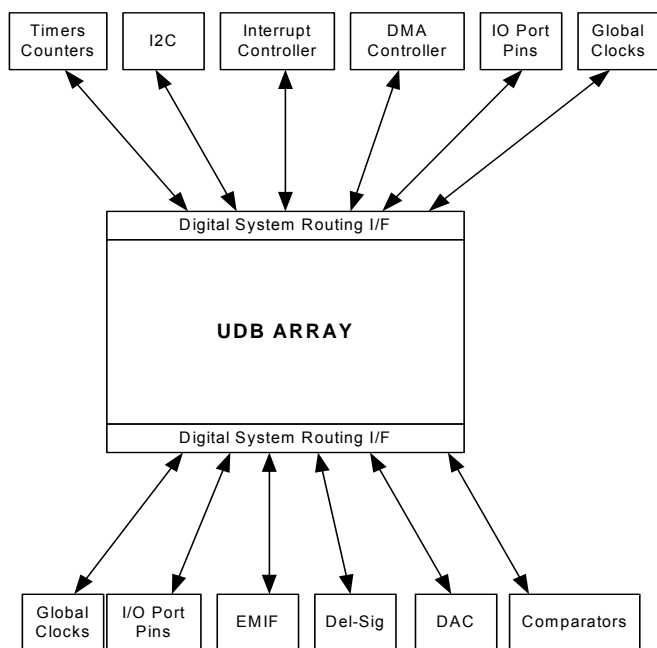 Timers
Counters
I2C
Interrupt
Controller
DMA
Controller
IO Port
Pins
Global
Clocks
Digital System Routing I/F
UDB ARRAY
Digital System Routing I/F
Global
Clocks
I/O Port
Pins
EMIF
Del-Sig
DAC
Comparators